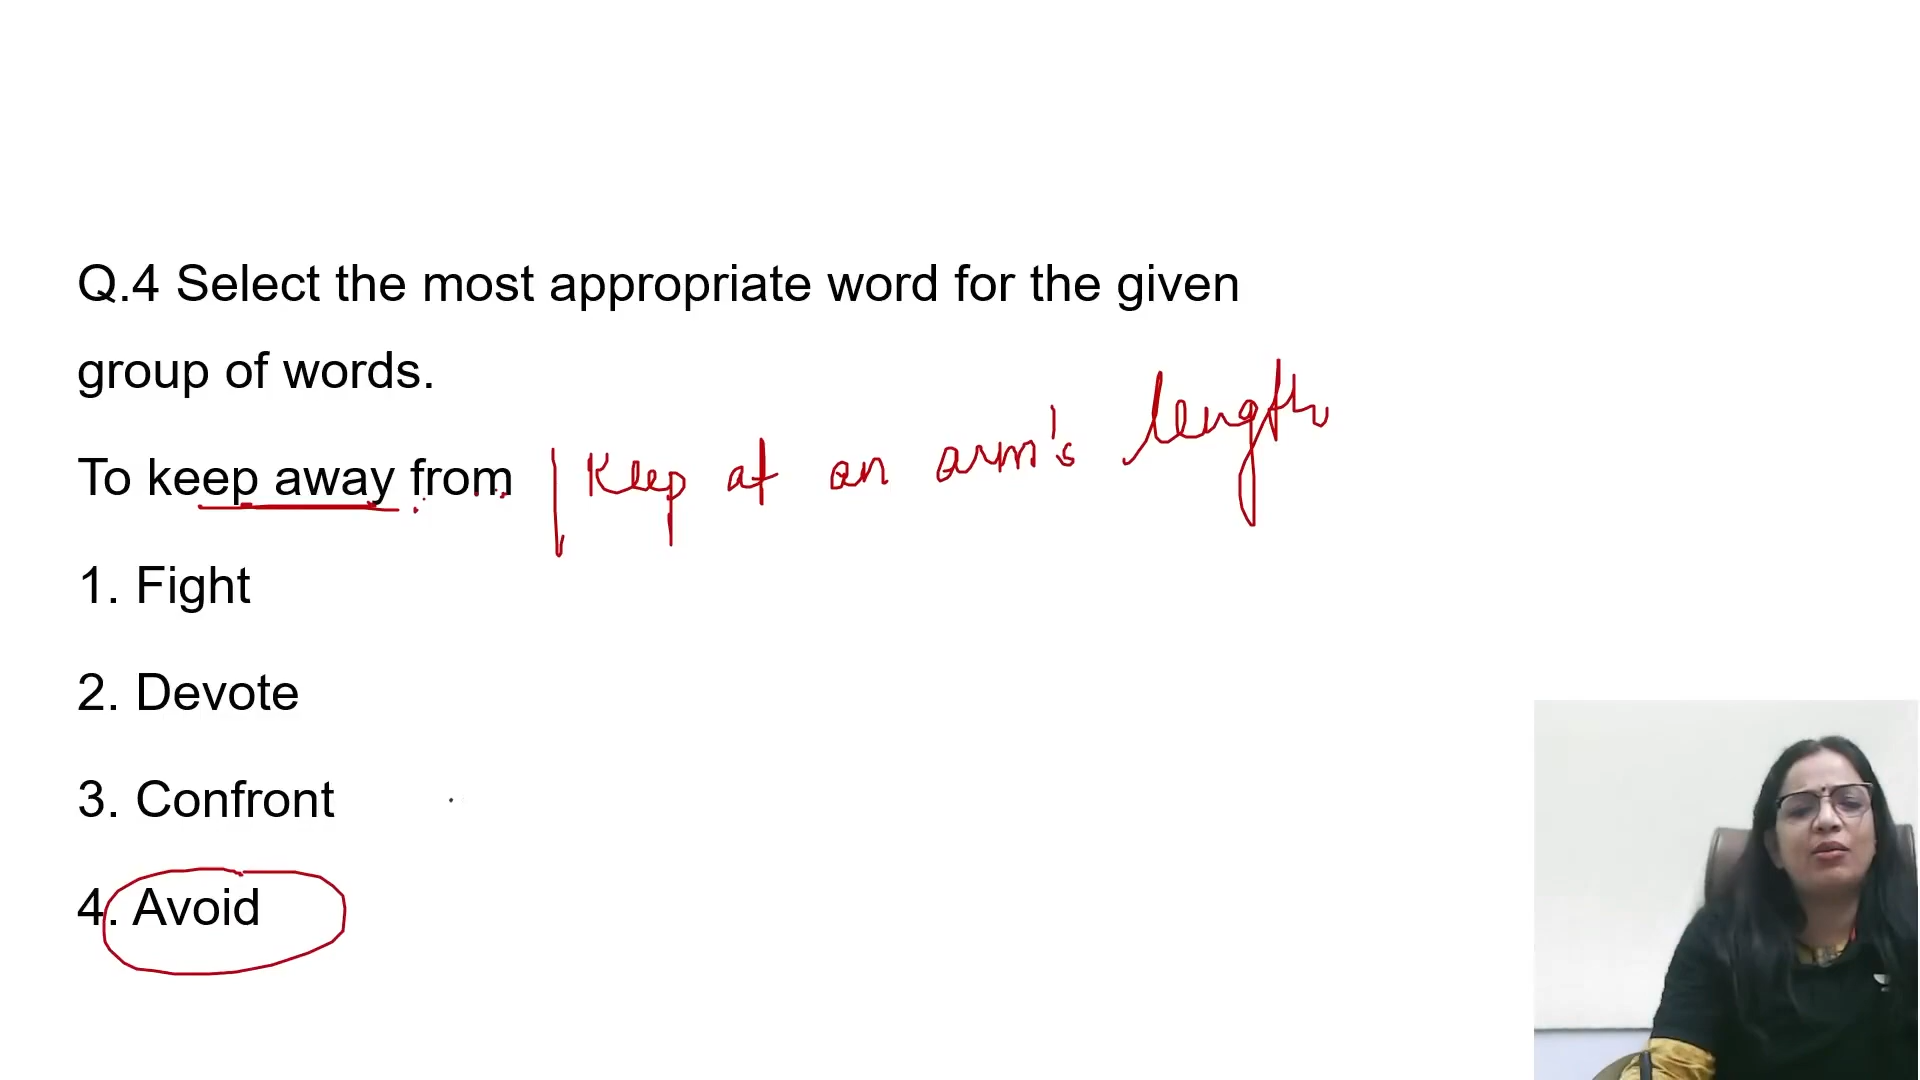 Q.4 Select the most appropriate word for the given
group of words.
To keep away from | Keep at an arm's length
1. Fight
2. Devote
3. Confront
4. Avoid